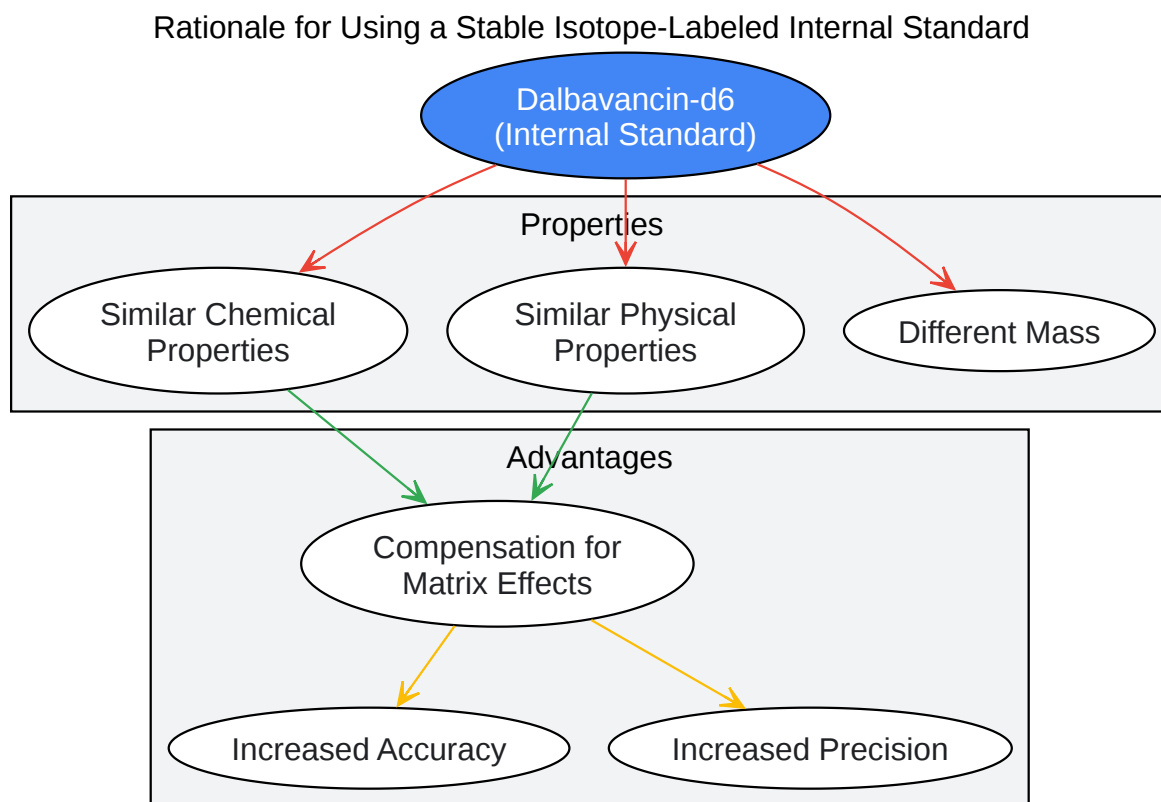 Rationale for Using a Stable Isotope-Labeled Internal Standard
Dalbavancin-d6
(Internal Standard)
Properties
Similar Chemical
Properties
Similar Physical
Properties
Different Mass
Advantages
Compensation for
Matrix Effects
Increased Accuracy
Increased Precision